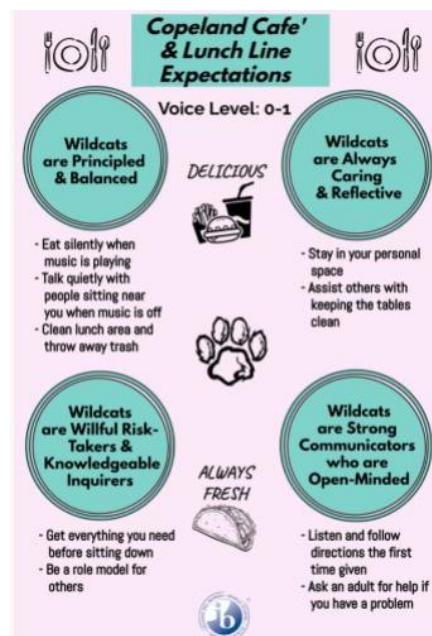 Copeland Cafe'
& Lunch Line
Expectations
Voice Level: 0-1
Wildcats
are Principled
& Balanced
- Eat silently when
music is playing
- Talk quietly with
people sitting near
you when music is off
- Clean lunch area and
throw away trash
DELICIOUS
Wildcats
are Always
Caring
& Reflective
- Stay in your personal
space
- Assist others with
keeping the tables
clean
Wildcats
are Willful Risk-
Takers &
Knowledgeable
Inquirers
- Get everything you need
before sitting down
- Be a role model for
others
ALWAYS
FRESH
Wildcats
are Strong
Communicators
who are
Open-Minded
- Listen and follow
directions the first
time given
- Ask an adult for help if
you have a problem
ib